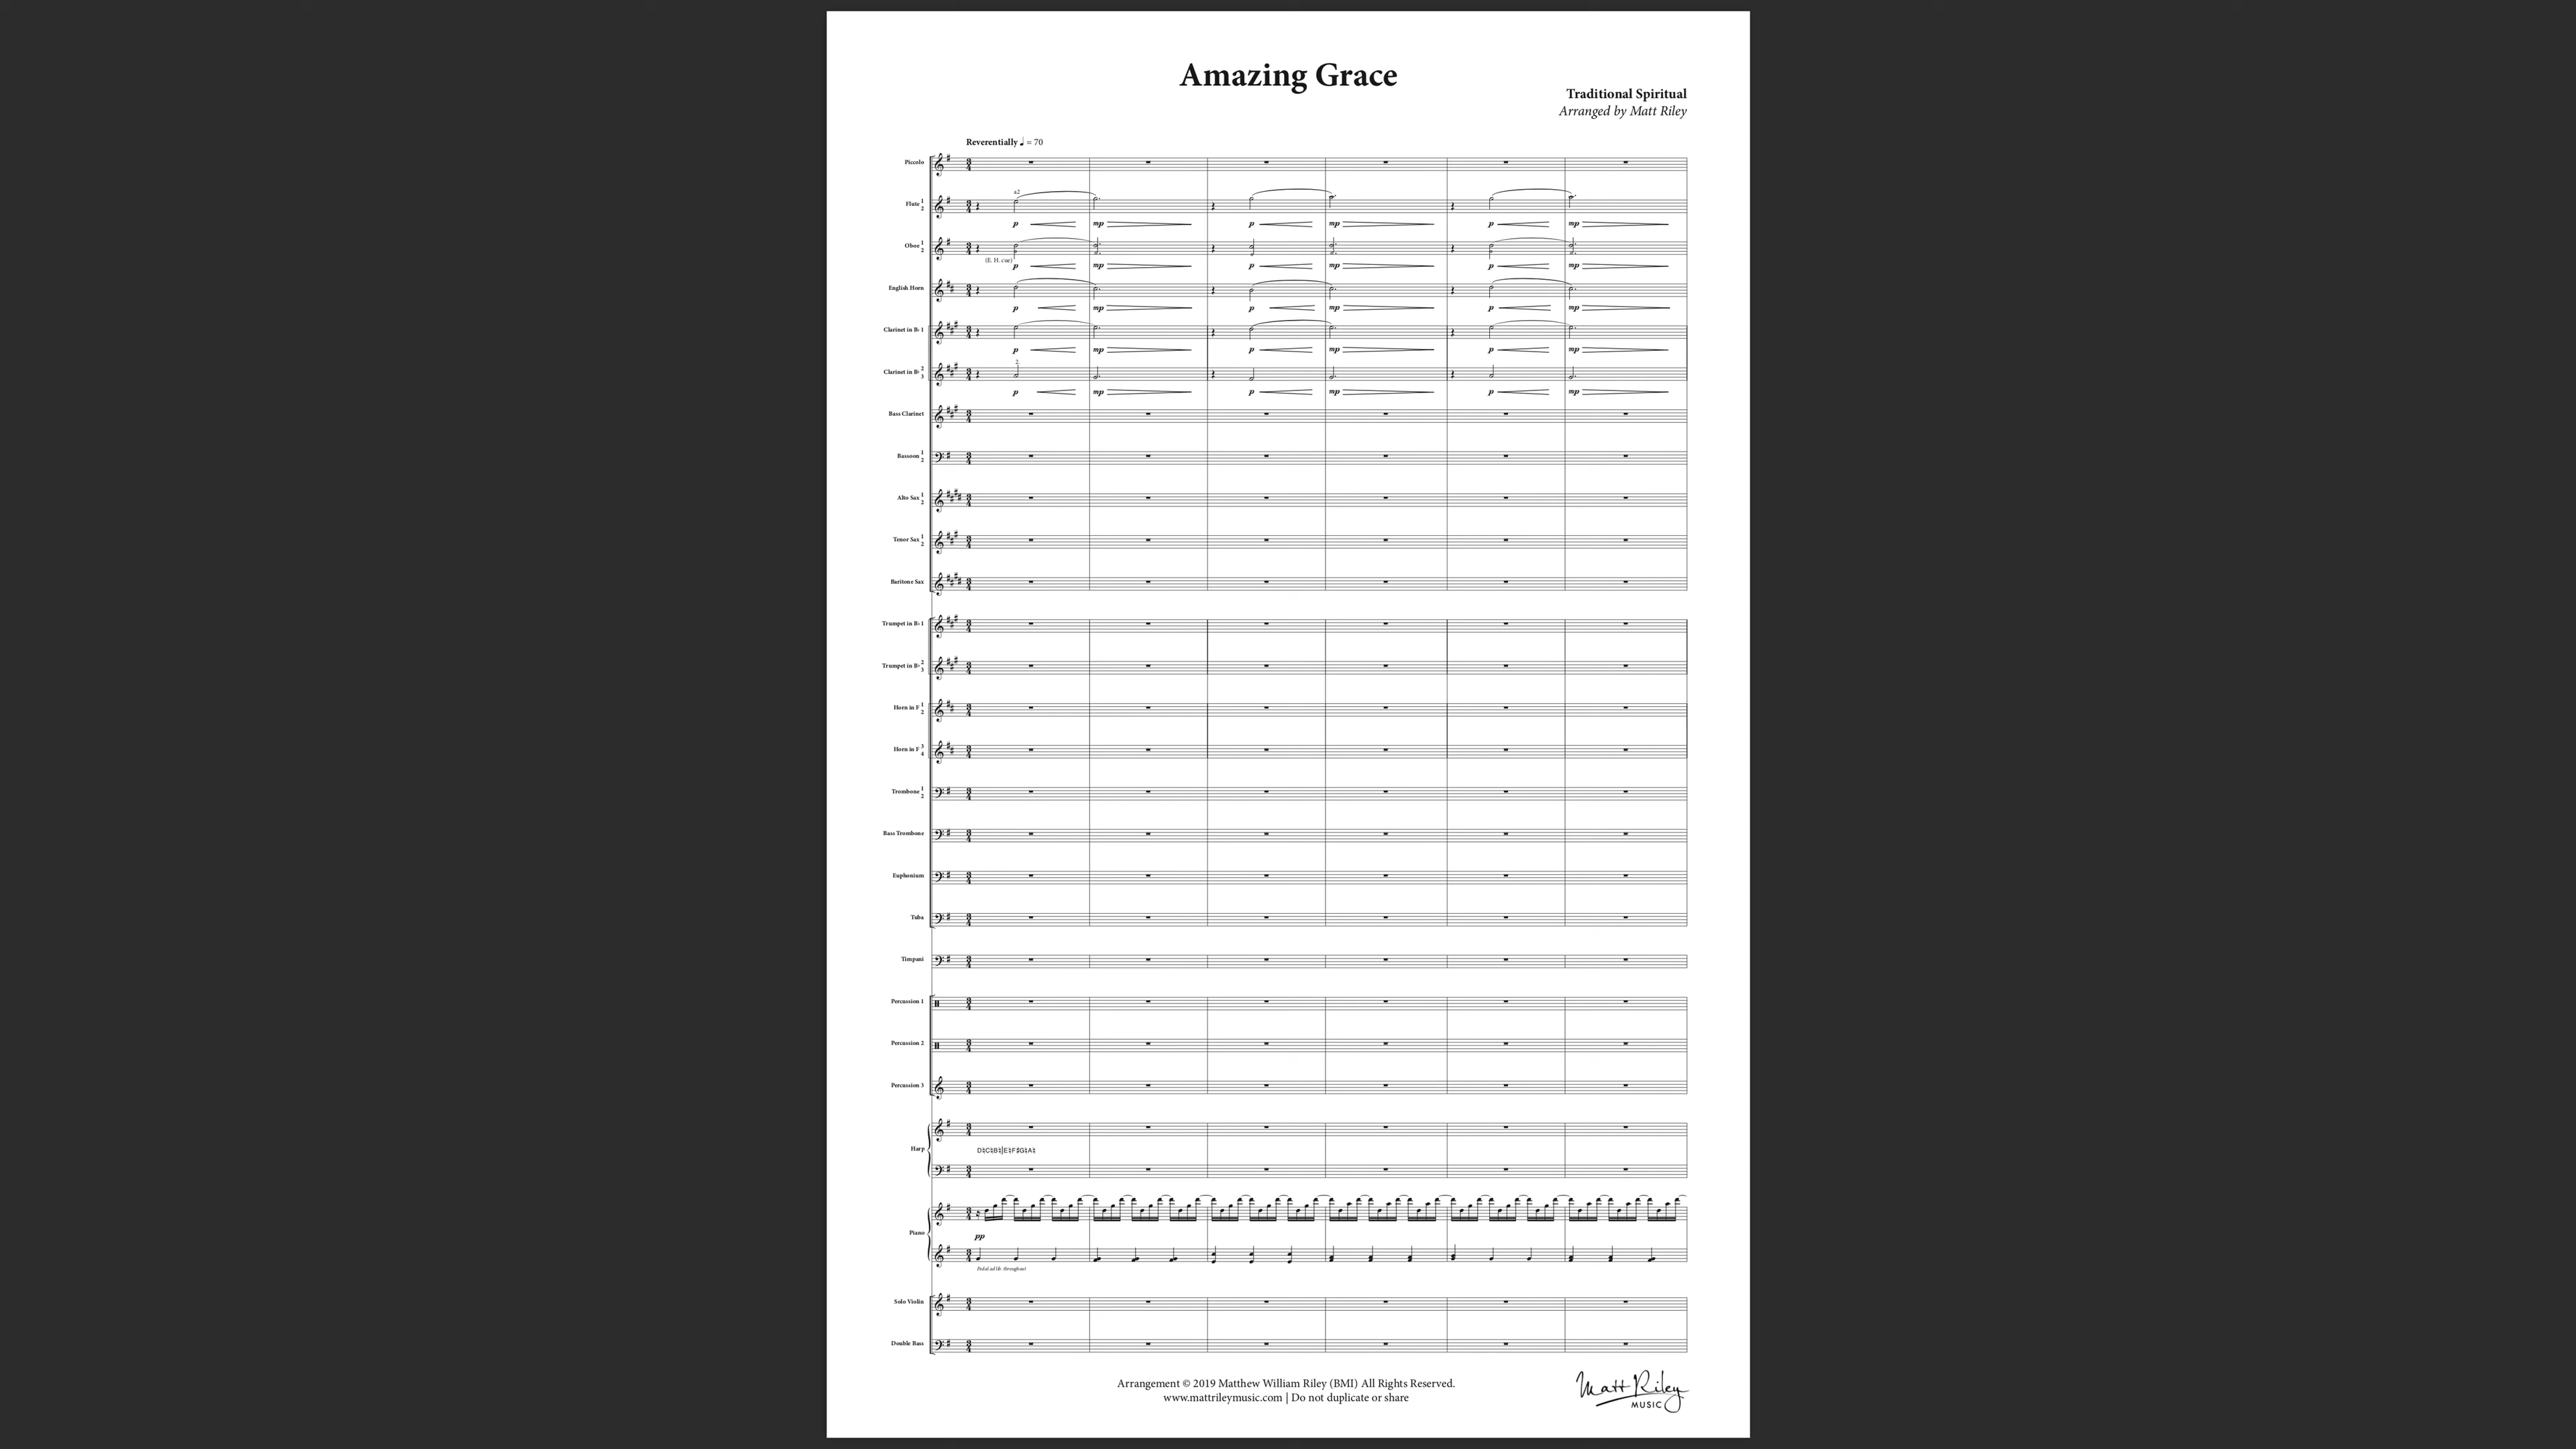 Amazing Grace
Traditional Spiritual
Arranged by Matt Riley
Reverentially ♩ = 70
Piccolo
Flute 1 2
a2
p mp p mp p mp
Oboe 1 2
(E. H. cue)
p mp p mp p mp
English Horn
p mp p mp p mp
Clarinet in B♭ 1
p mp p mp p mp
Clarinet in B♭ 2 3
2.
p mp p mp p mp
Bass Clarinet
Bassoon 1 2
Alto Sax 1 2
Tenor Sax 1 2
Baritone Sax
Trumpet in B♭ 1
Trumpet in B♭ 2 3
Horn in F 1 2
Horn in F 3 4
Trombone 1 2
Bass Trombone
Euphonium
Tuba
Timpani
Percussion 1
Percussion 2
Percussion 3
Harp
D♮C♮B♮|E♮F♯G♮A♮
Piano
pp
Pedal ad lib. throughout
Solo Violin
Double Bass
Arrangement © 2019 Matthew William Riley (BMI) All Rights Reserved.
www.mattrileymusic.com | Do not duplicate or share
Matt Riley
MUSIC